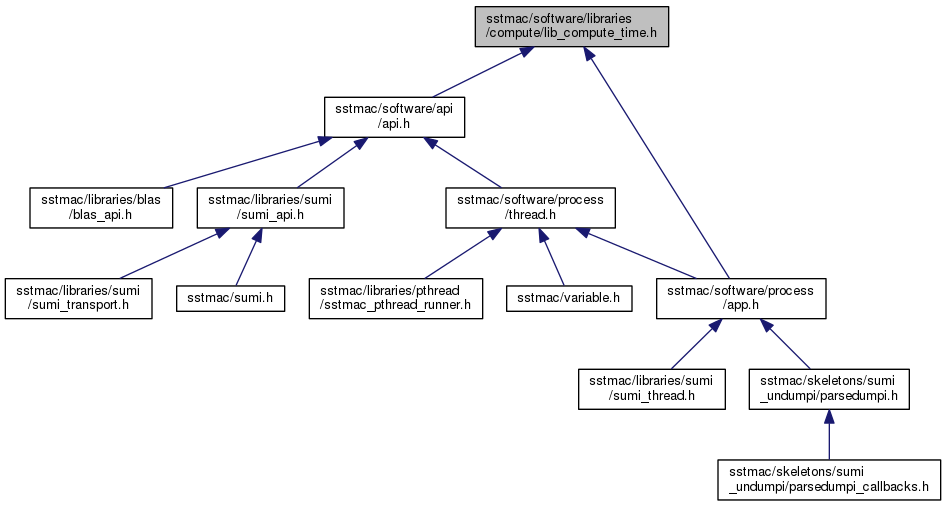 sstmac/software/libraries
/compute/lib_compute_time.h
sstmac/software/api
/api.h
sstmac/libraries/blas
/blas_api.h
sstmac/libraries/sumi
/sumi_api.h
sstmac/software/process
/thread.h
sstmac/libraries/sumi
/sumi_transport.h
sstmac/sumi.h
sstmac/libraries/pthread
/sstmac_pthread_runner.h
sstmac/variable.h
sstmac/software/process
/app.h
sstmac/libraries/sumi
/sumi_thread.h
sstmac/skeletons/sumi
_undumpi/parsedumpi.h
sstmac/skeletons/sumi
_undumpi/parsedumpi_callbacks.h